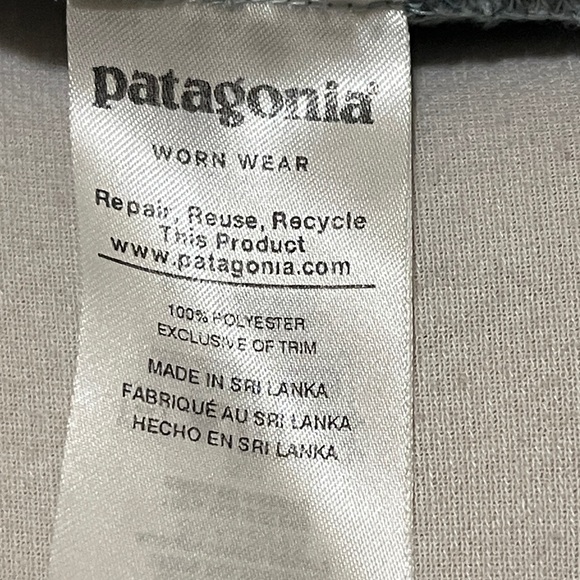 patagonia®
WORN WEAR
Repair, Reuse, Recycle
This Product
www.patagonia.com
100% POLYESTER
EXCLUSIVE OF TRIM
MADE IN SRI LANKA
FABRIQUÉ AU SRI LANKA
HECHO EN SRI LANKA